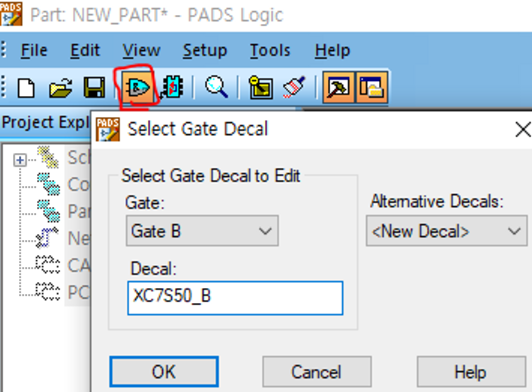 PADS
Part: NEW_PART* - PADS Logic
File Edit View Setup Tools Help
Project Expl
PADS
Select Gate Decal
Sch
Co
Par
Ne
CA
PC
Select Gate Decal to Edit
Gate:
Gate B
Alternative Decals:
<New Decal>
Decal:
XC7S50_B
OK Cancel Help